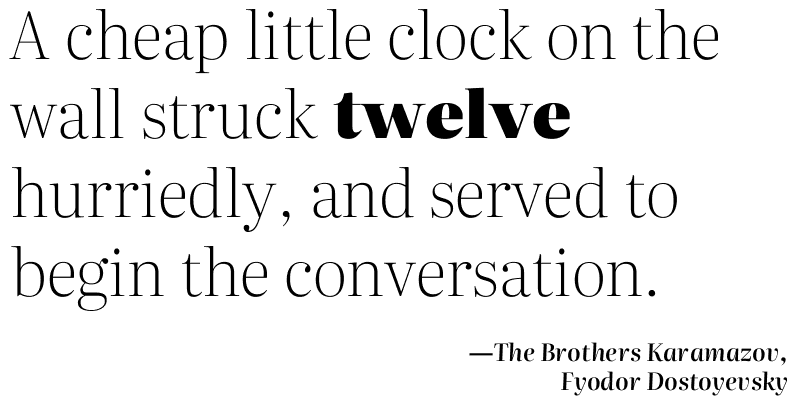 A cheap little clock on the
wall struck twelve
hurriedly, and served to
begin the conversation.
—The Brothers Karamazov,
Fyodor Dostoyevsky